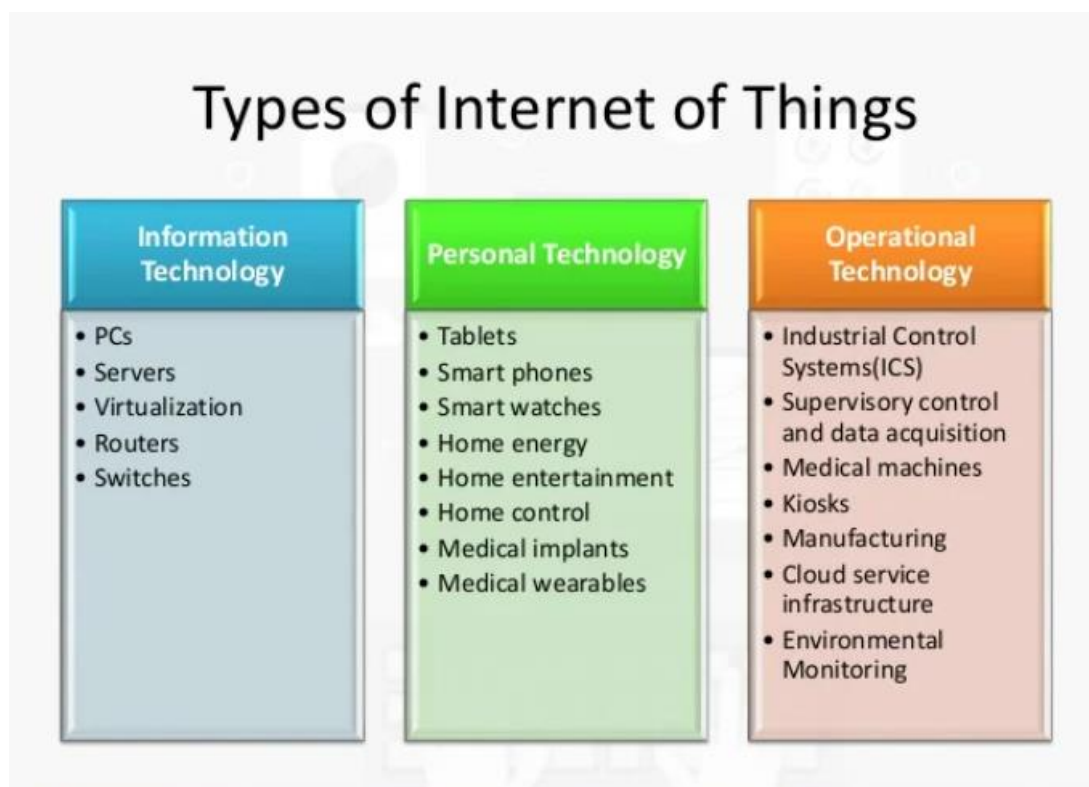 Types of Internet of Things
Information
Technology
• PCs
• Servers
• Virtualization
• Routers
• Switches
Personal Technology
• Tablets
• Smart phones
• Smart watches
• Home energy
• Home entertainment
• Home control
• Medical implants
• Medical wearables
Operational
Technology
• Industrial Control
Systems(ICS)
• Supervisory control
and data acquisition
• Medical machines
• Kiosks
• Manufacturing
• Cloud service
infrastructure
• Environmental
Monitoring